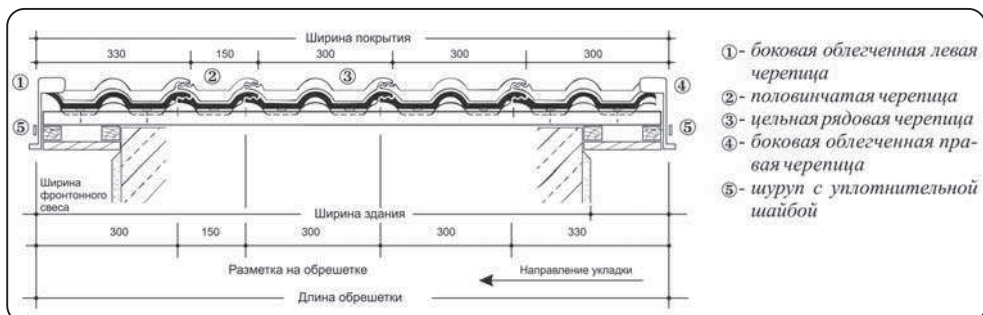 Ширина покрытия
330 150 300 300 300
① ② ③ ④
⑤ ⑤
Ширина
фронтонного
свеса
Ширина здания
300 150 300 300 330
Разметка на обрешетке
Направление укладки
Длина обрешетки
①- боковая облегченная левая
черепица
②- половинчатая черепица
③- цельная рядовая черепица
④- боковая облегченная пра-
вая черепица
⑤- шуруп с уплотнительной
шайбой